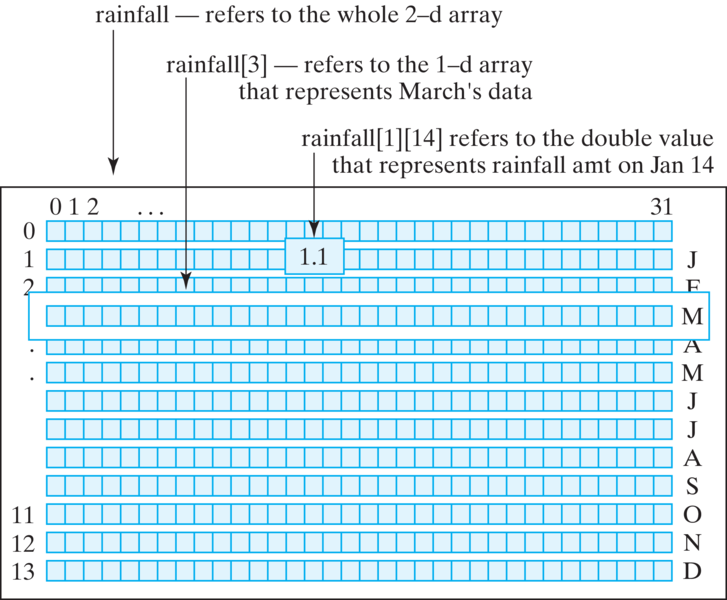 rainfall — refers to the whole 2–d array
rainfall[3] — refers to the 1–d array
that represents March's data
rainfall[1][14] refers to the double value
that represents rainfall amt on Jan 14
0 1 2 ... 31
0
1 1.1 J
2 F
M
. A
. M
J
J
A
S
11 O
12 N
13 D